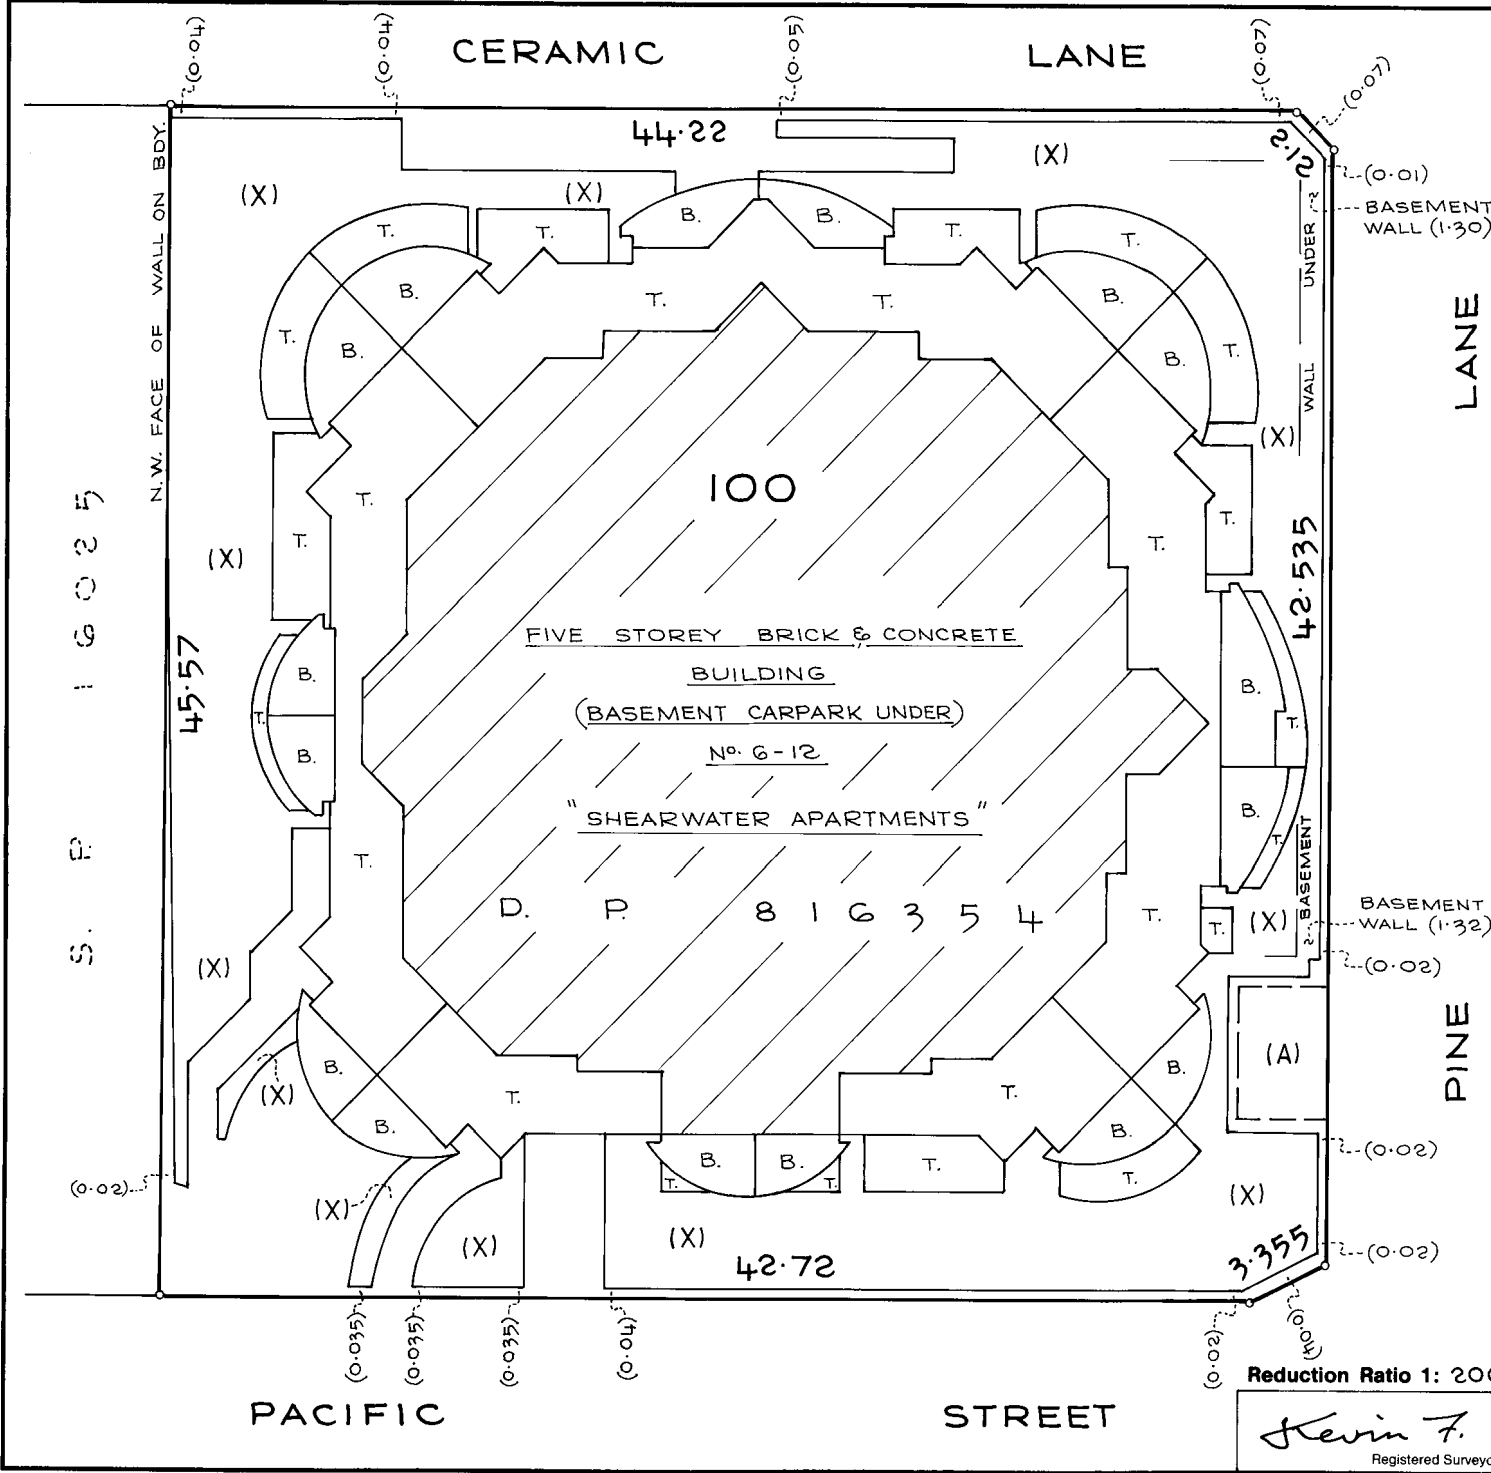 CERAMIC LANE
(0·04)
(0·04)
(0·05)
(0·07)
(0·07)
44·22
2·12
(0·01)
BASEMENT
WALL (1·30)
N.W. FACE OF WALL ON BDY.
(X)
(X)
(X)
B.
B.
T.
T.
T.
T.
B.
B.
T.
T.
T.
B.
B.
T.
T.
BASEMENT WALL UNDER
(X)
PINE LANE
100
T.
T.
(X)
T.
T.
42·535
S. P. 16025
45·57
FIVE STOREY BRICK & CONCRETE
BUILDING
(BASEMENT CARPARK UNDER)
No. 6-12
"SHEARWATER APARTMENTS"
B.
T.
B.
B.
T.
B.
T.
T.
D. P. 816354
T.
T.
(X)
BASEMENT
WALL (1·32)
(X)
(0·02)
(A)
(X)
B.
B.
T.
T.
B.
B.
(0·02)
(X)
B.
B.
T.
T.
T.
T.
(0·02)
(X)
(X)
(X)
(X)
42·72
3·355
(0·02)
(0·035)
(0·035)
(0·035)
(0·04)
(0·02)
(0·04)
PACIFIC STREET
Reduction Ratio 1: 200
Kevin F.
Registered Surveyo